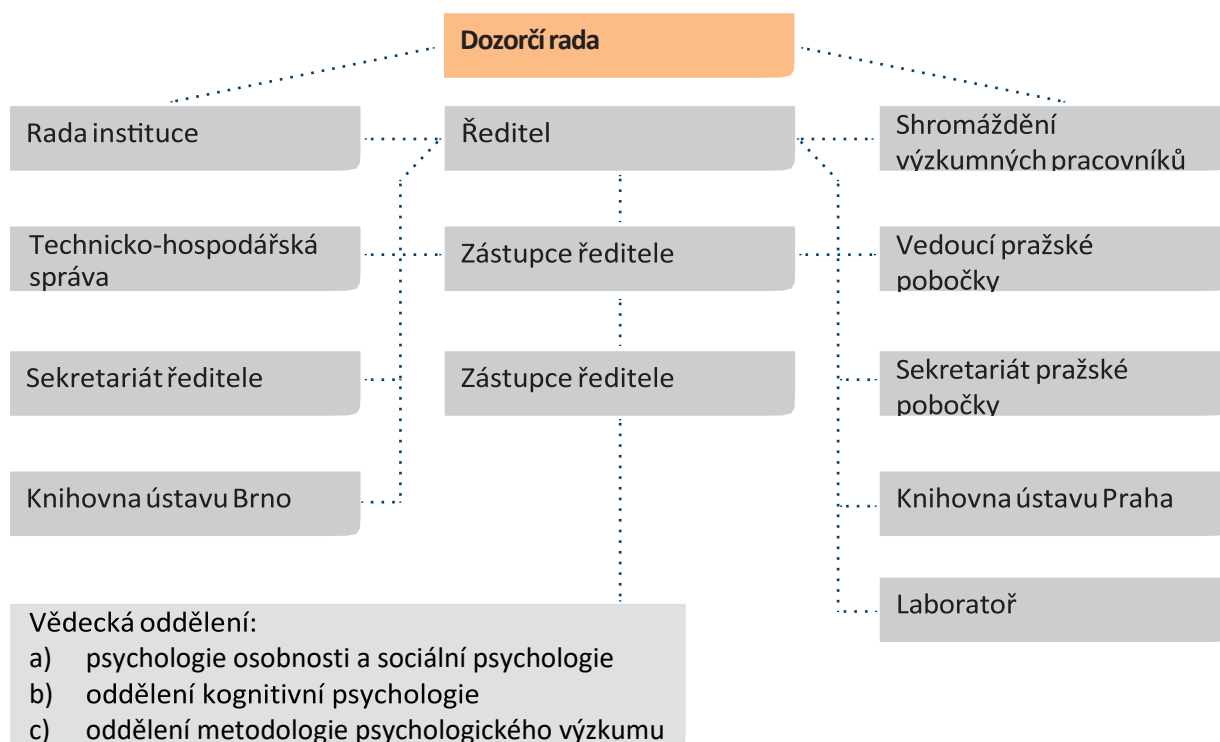 Dozorčí rada
Rada instituce
Ředitel
Shromáždění
výzkumných pracovníků
Technicko-hospodářská
správa
Zástupce ředitele
Vedoucí pražské
pobočky
Sekretariát ředitele
Zástupce ředitele
Sekretariát pražské
pobočky
Knihovna ústavu Brno
Knihovna ústavu Praha
Laboratoř
Vědecká oddělení:
a) psychologie osobnosti a sociální psychologie
b) oddělení kognitivní psychologie
c) oddělení metodologie psychologického výzkumu